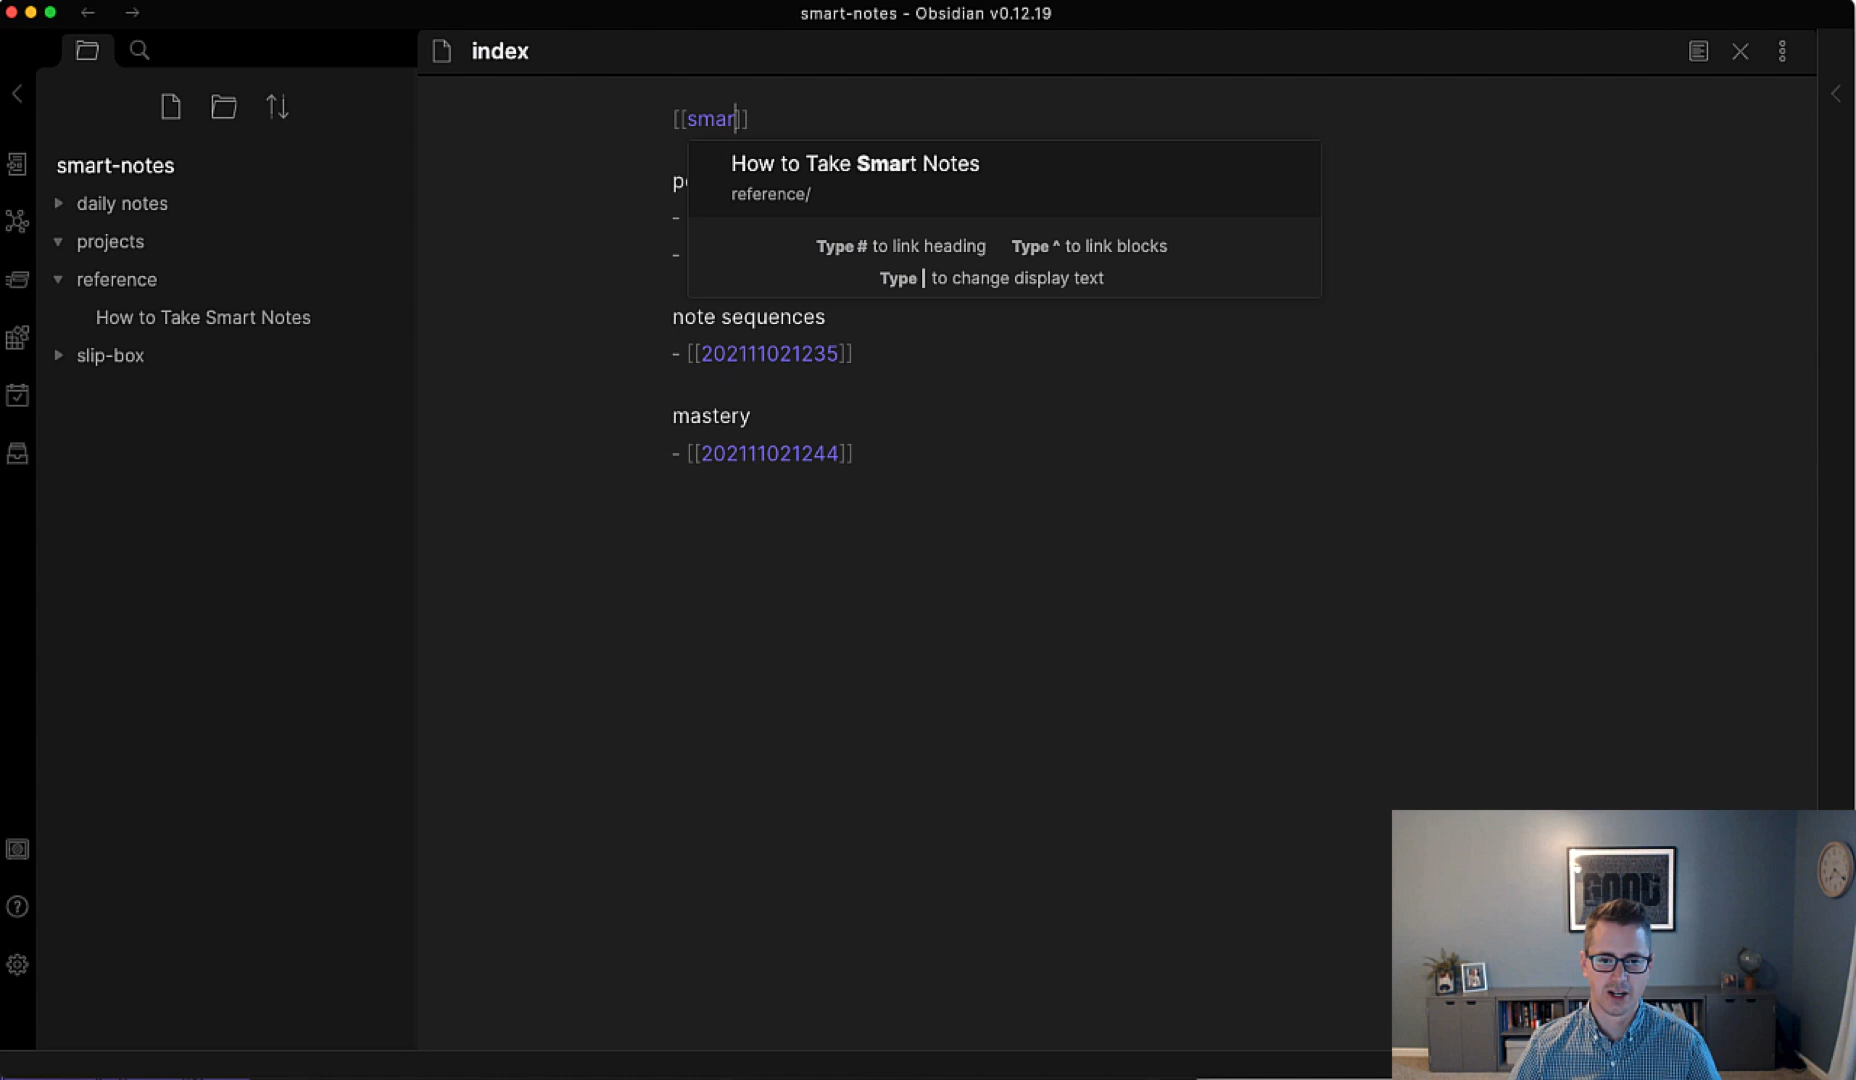 smart-notes - Obsidian v0.12.19
index
smart-notes
daily notes
projects
reference
How to Take Smart Notes
slip-box
[[smar]]
How to Take Smart Notes
reference/
Type # to link heading Type ^ to link blocks
Type | to change display text
-
-
note sequences
- [[202111021235]]
mastery
- [[202111021244]]
GOOD